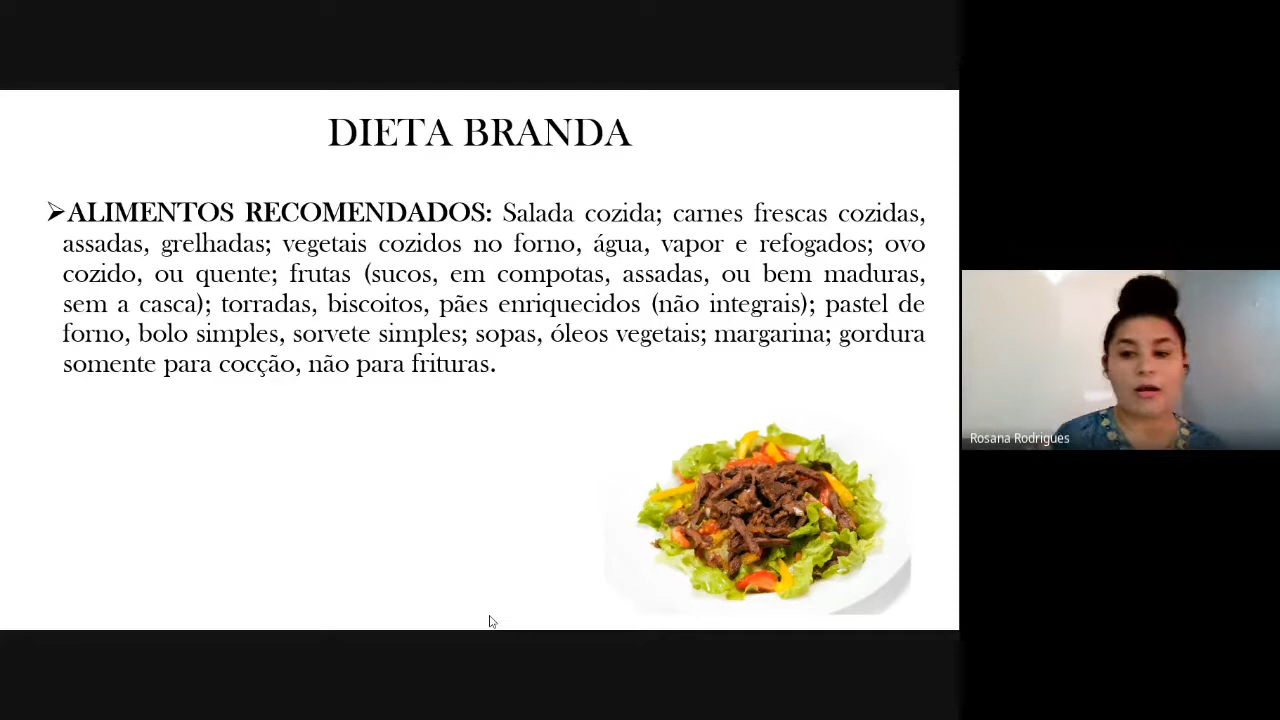 DIETA BRANDA
➢ALIMENTOS RECOMENDADOS: Salada cozida; carnes frescas cozidas,
assadas, grelhadas; vegetais cozidos no forno, água, vapor e refogados; ovo
cozido, ou quente; frutas (sucos, em compotas, assadas, ou bem maduras,
sem a casca); torradas, biscoitos, pães enriquecidos (não integrais); pastel de
forno, bolo simples, sorvete simples; sopas, óleos vegetais; margarina; gordura
somente para cocção, não para frituras.
Rosana Rodrigues